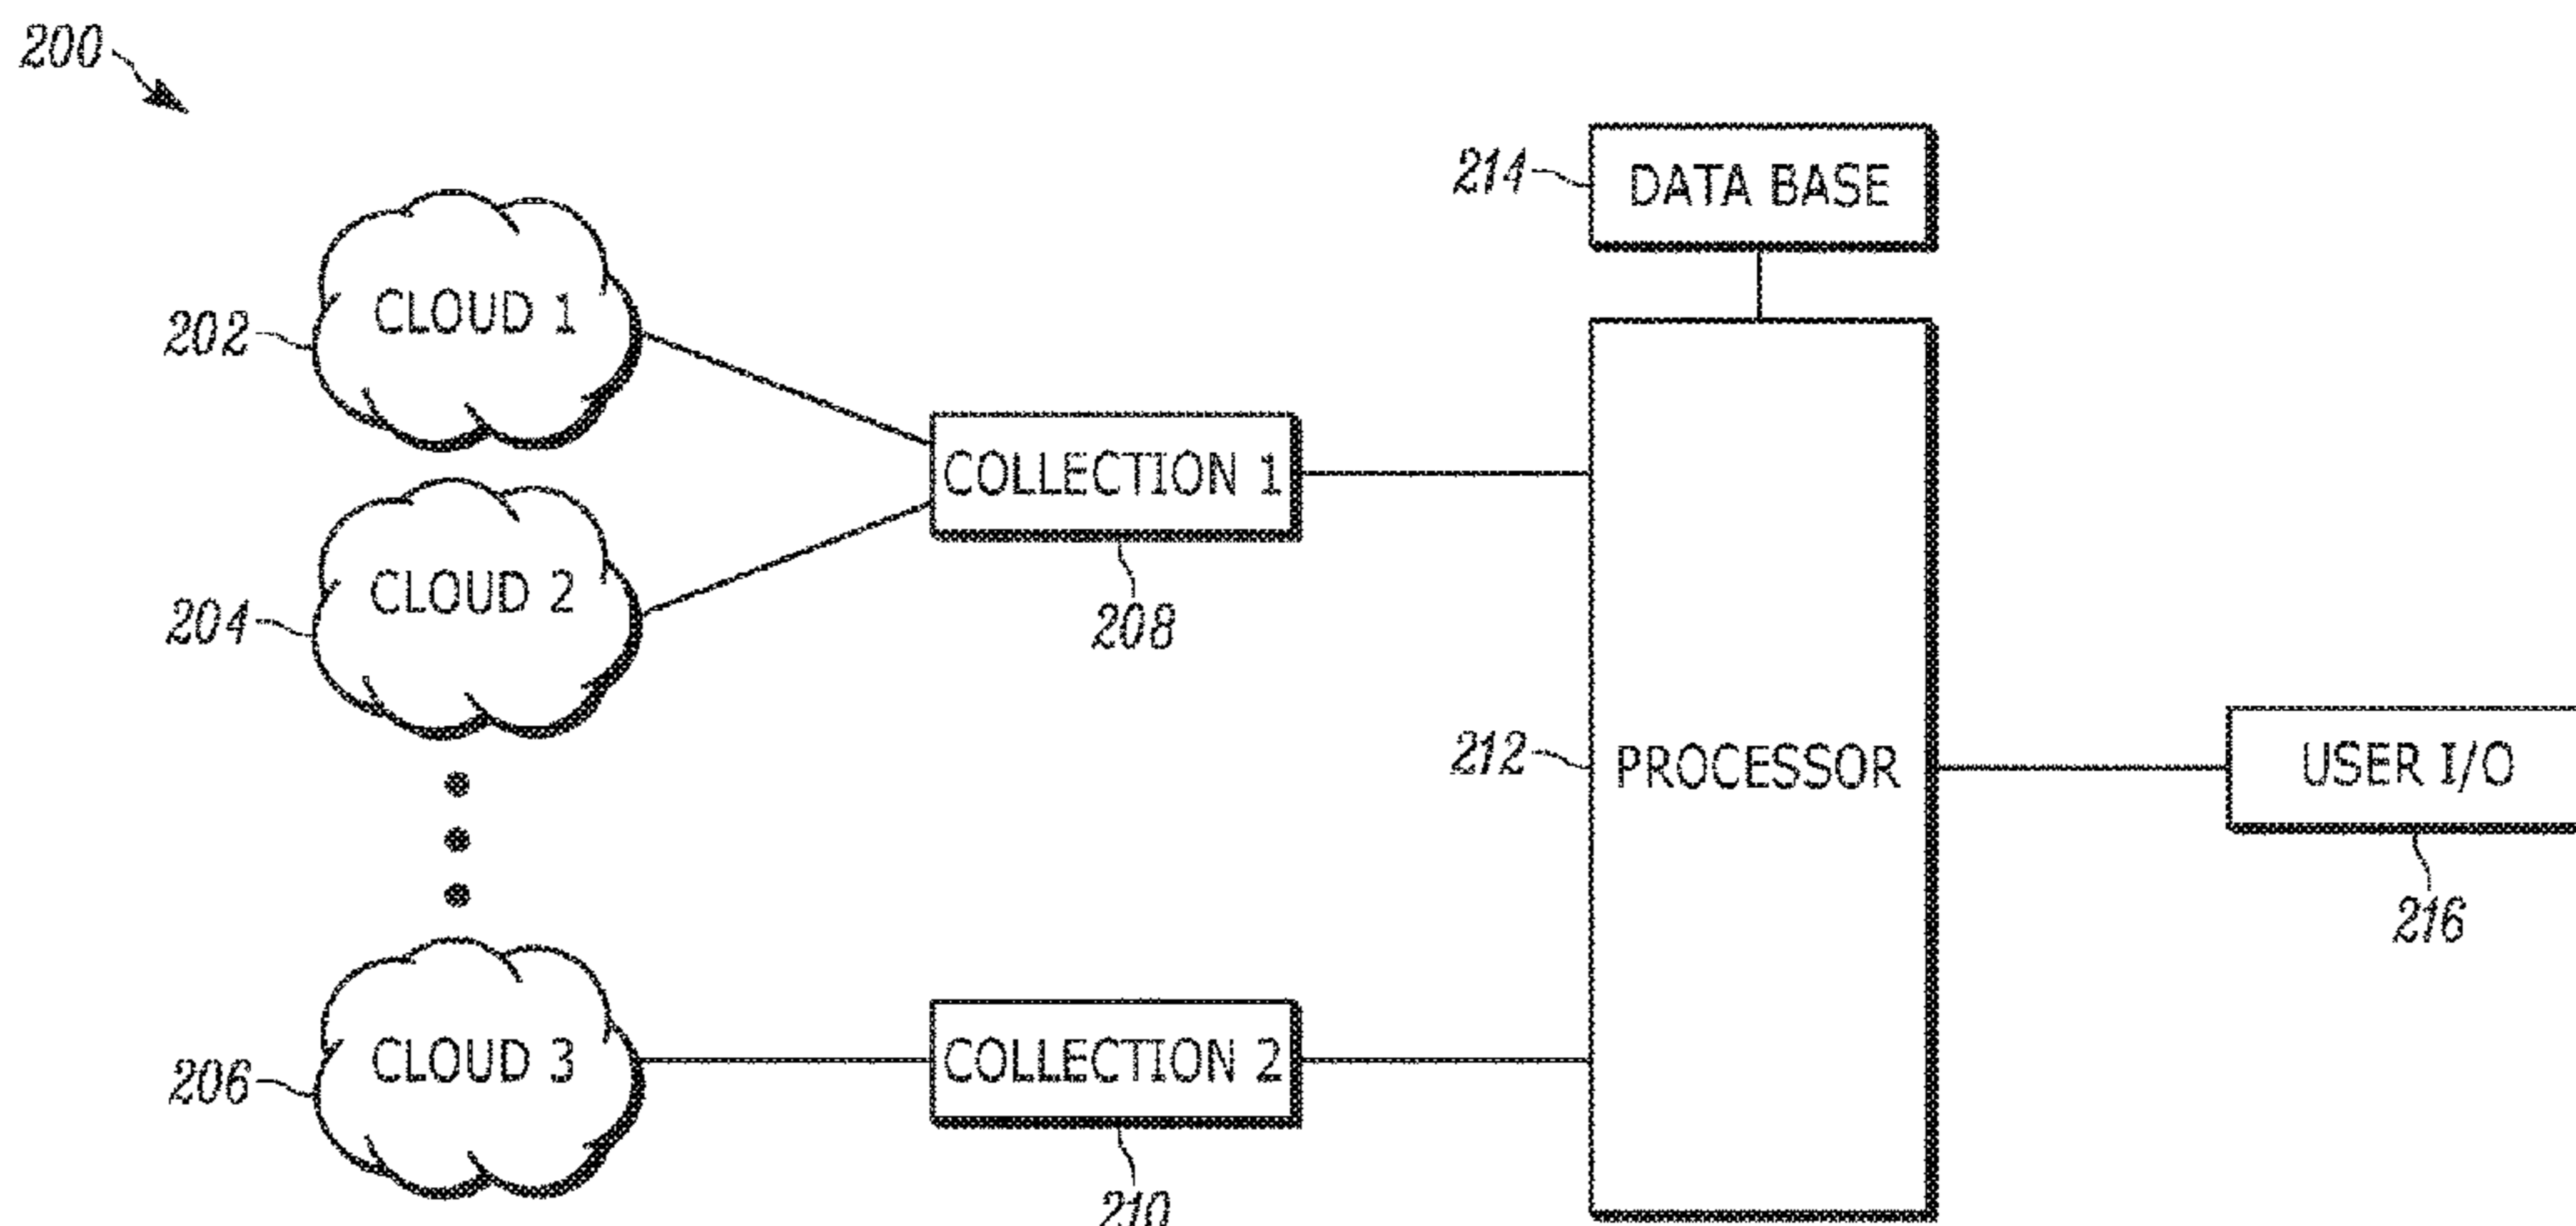 200
214
DATA BASE
CLOUD 1
202
COLLECTION 1
208
CLOUD 2
204
212
PROCESSOR
USER I/O
216
CLOUD 3
206
COLLECTION 2
210